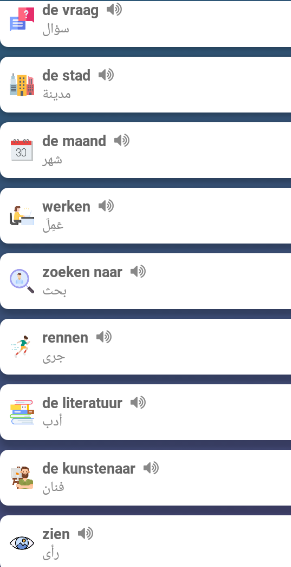 de vraag
سؤال
de stad
مدينة
de maand
30
شهر
werken
عَمِلَ
zoeken naar
بحث
rennen
جرى
de literatuur
أدب
de kunstenaar
فنان
zien
رأى